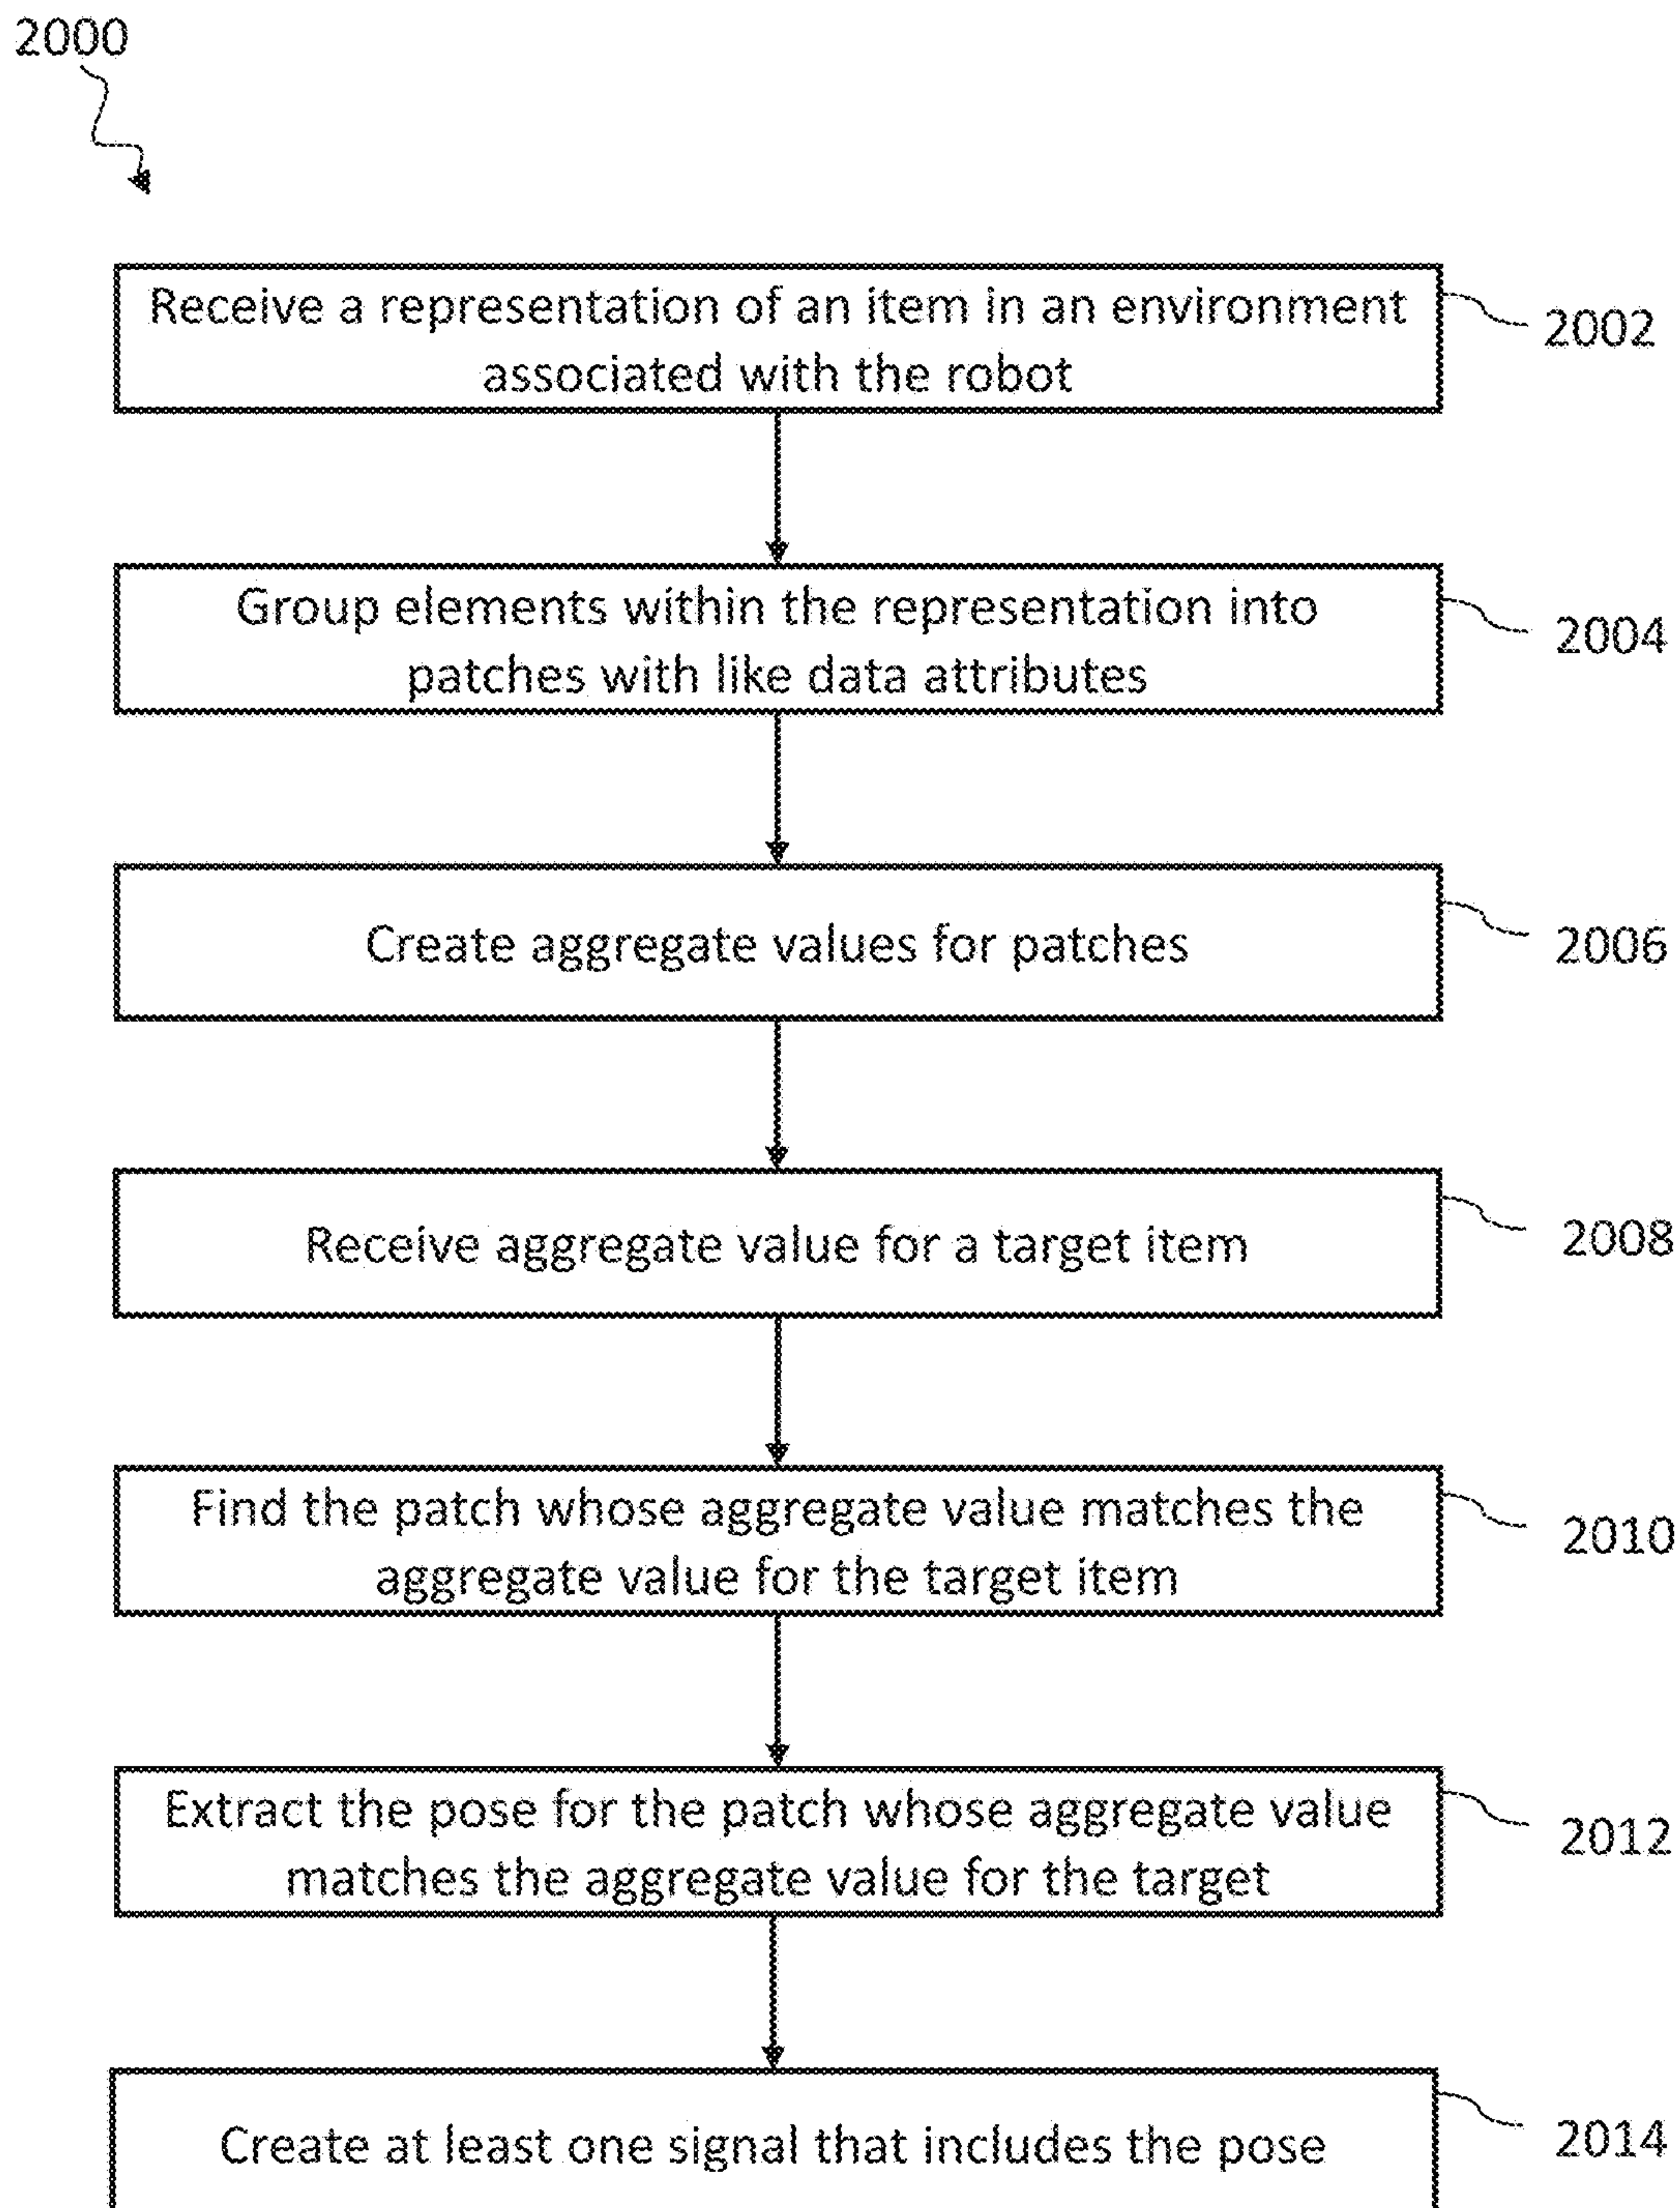 2000
Receive a representation of an item in an environment
associated with the robot
2002
Group elements within the representation into
patches with like data attributes
2004
Create aggregate values for patches
2006
Receive aggregate value for a target item
2008
Find the patch whose aggregate value matches the
aggregate value for the target item
2010
Extract the pose for the patch whose aggregate value
matches the aggregate value for the target
2012
Create at least one signal that includes the pose
2014